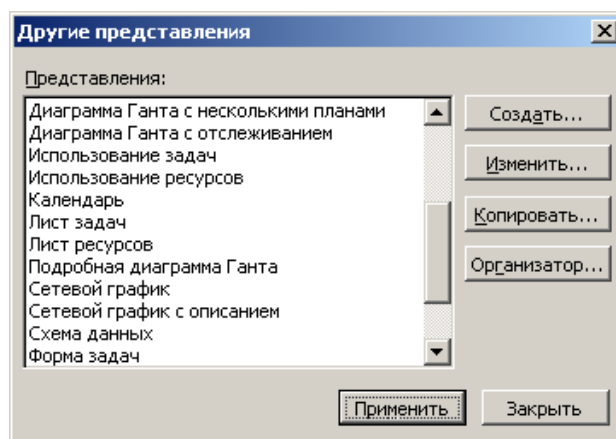 Другие представления
Представления:
Диаграмма Ганта с несколькими планами
Диаграмма Ганта с отслеживанием
Использование задач
Использование ресурсов
Календарь
Лист задач
Лист ресурсов
Подробная диаграмма Ганта
Сетевой график
Сетевой график с описанием
Схема данных
Форма задач
Создать...
Изменить...
Копировать...
Организатор...
Применить
Закрыть